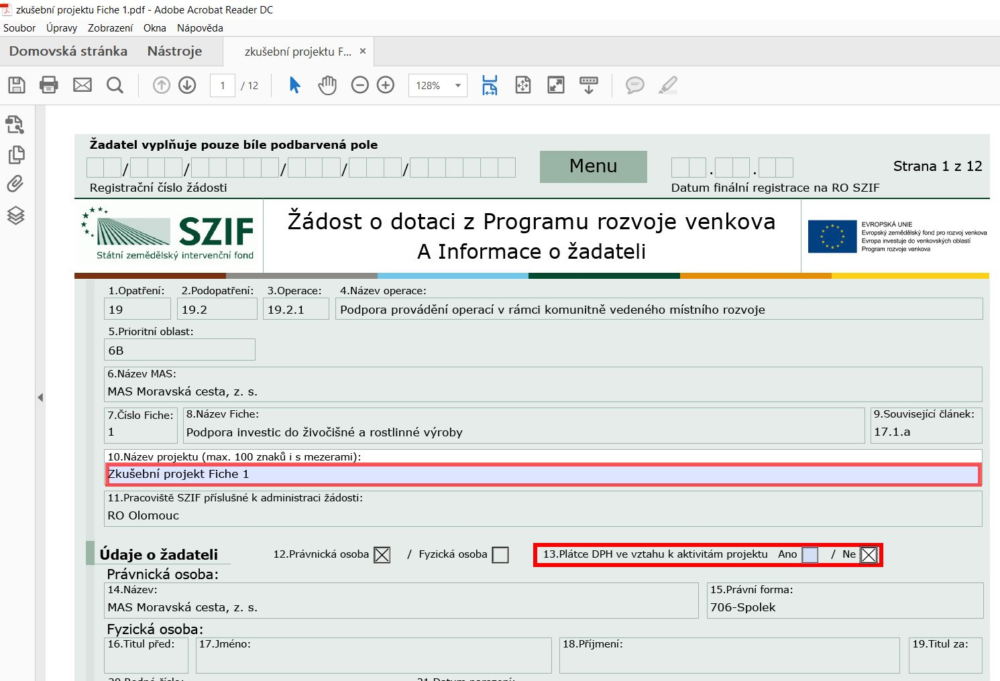 zkušební projektu Fiche 1.pdf - Adobe Acrobat Reader DC
Soubor Úpravy Zobrazení Okna Nápověda
Domovská stránka Nástroje zkušební projektu F... ×
1 / 12 128%
Žadatel vyplňuje pouze bíle podbarvená pole
/ / / / / Menu . . Strana 1 z 12
Registrační číslo žádosti Datum finální registrace na RO SZIF
SZIF
Státní zemědělský intervenční fond
Žádost o dotaci z Programu rozvoje venkova
A Informace o žadateli
EVROPSKÁ UNIE
Evropský zemědělský fond pro rozvoj venkova
Evropa investuje do venkovských oblastí
Program rozvoje venkova
1.Opatření: 2.Podopatření: 3.Operace: 4.Název operace:
19 19.2 19.2.1 Podpora provádění operací v rámci komunitně vedeného místního rozvoje
5.Prioritní oblast:
6B
6.Název MAS:
MAS Moravská cesta, z. s.
7.Číslo Fiche: 8.Název Fiche: 9.Související článek:
1 Podpora investic do živočišné a rostlinné výroby 17.1.a
10.Název projektu (max. 100 znaků i s mezerami):
Zkušební projekt Fiche 1
11.Pracoviště SZIF příslušné k administraci žádosti:
RO Olomouc
Údaje o žadateli 12.Právnická osoba / Fyzická osoba 13.Plátce DPH ve vztahu k aktivitám projektu Ano / Ne
Právnická osoba:
14.Název: 15.Právní forma:
MAS Moravská cesta, z. s. 706-Spolek
Fyzická osoba:
16.Titul před: 17.Jméno: 18.Příjmení: 19.Titul za:
20.Rodné číslo: 21.Datum narození: